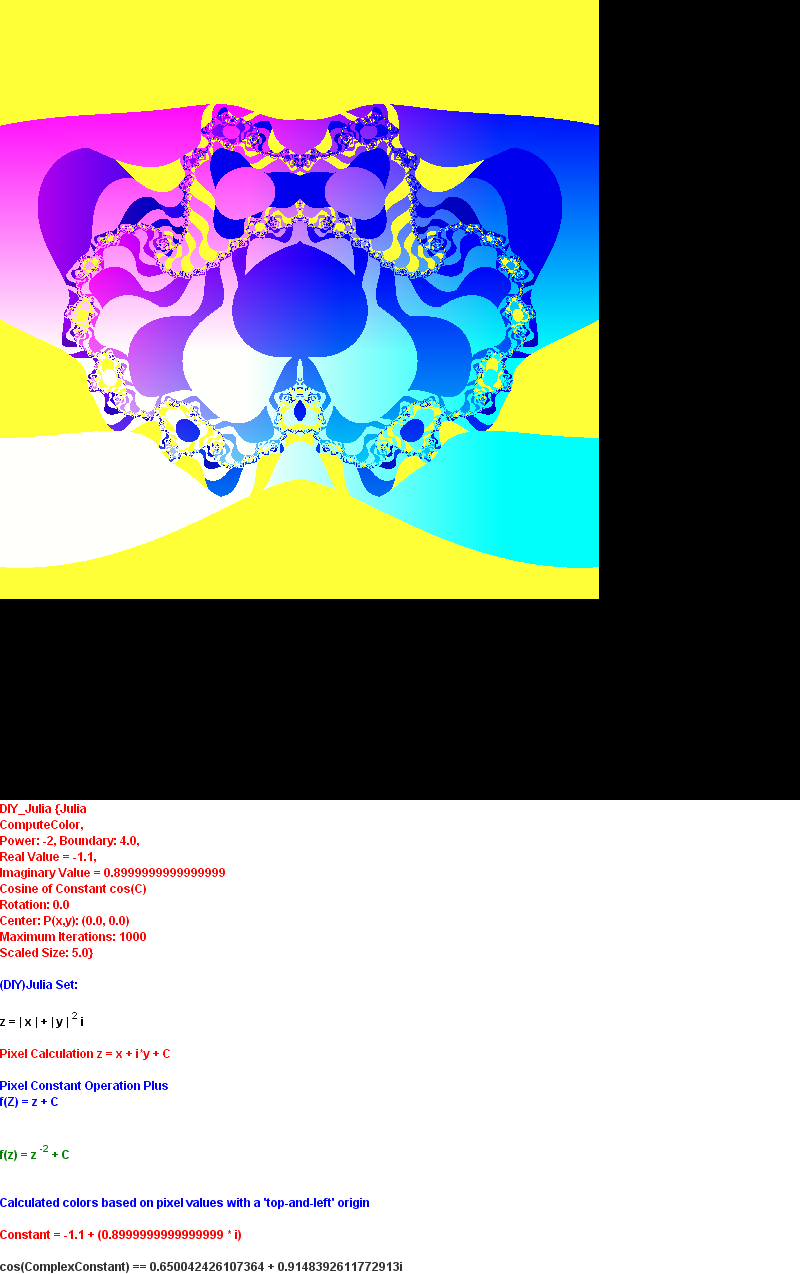 DIY_Julia {Julia
ComputeColor,
Power: -2, Boundary: 4.0,
Real Value = -1.1,
Imaginary Value = 0.8999999999999999
Cosine of Constant cos(C)
Rotation: 0.0
Center: P(x,y): (0.0, 0.0)
Maximum Iterations: 1000
Scaled Size: 5.0}
(DIY)Julia Set:
z = | x | + | y | 2 i
Pixel Calculation z = x + i*y + C
Pixel Constant Operation Plus
f(Z) = z + C
f(z) = z -2 + C
Calculated colors based on pixel values with a 'top-and-left' origin
Constant = -1.1 + (0.8999999999999999 * i)
cos(ComplexConstant) == 0.650042426107364 + 0.9148392611772913i